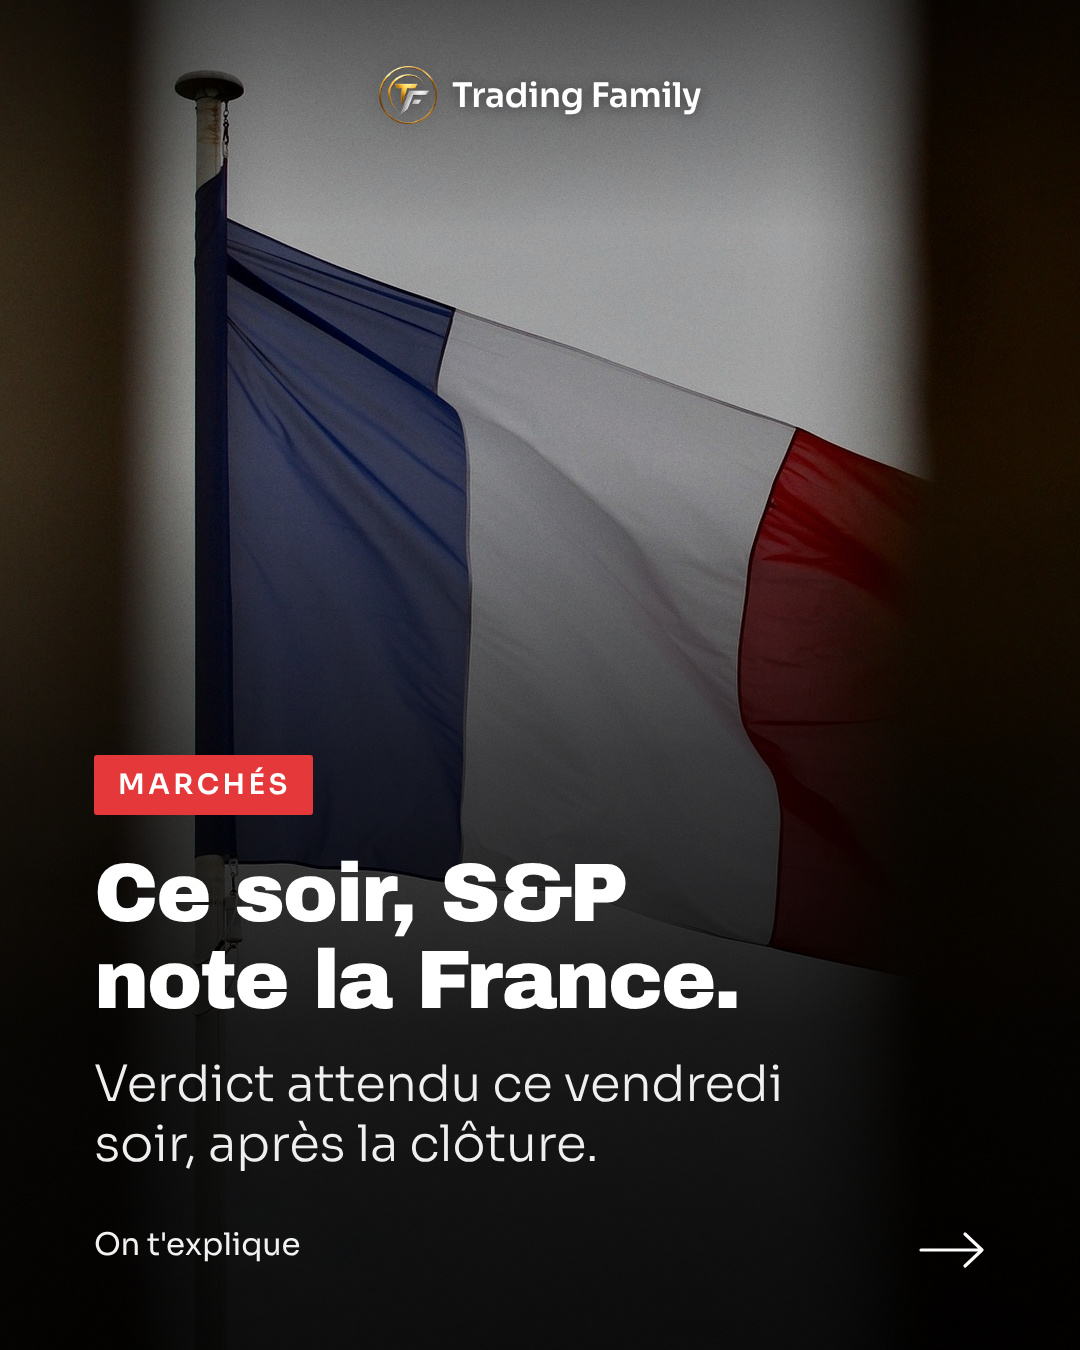 Trading Family
MARCHÉS
Ce soir, S&P
note la France.
Verdict attendu ce vendredi
soir, après la clôture.
On t'explique